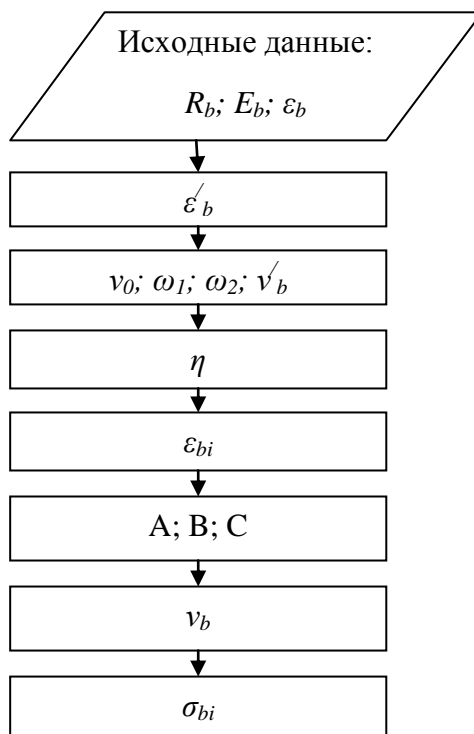 Исходные данные:
R_b; E_b; ε_b
ε′_b
ν_0; ω_1; ω_2; ν′_b
η
ε_bi
A; B; C
ν_b
σ_bi